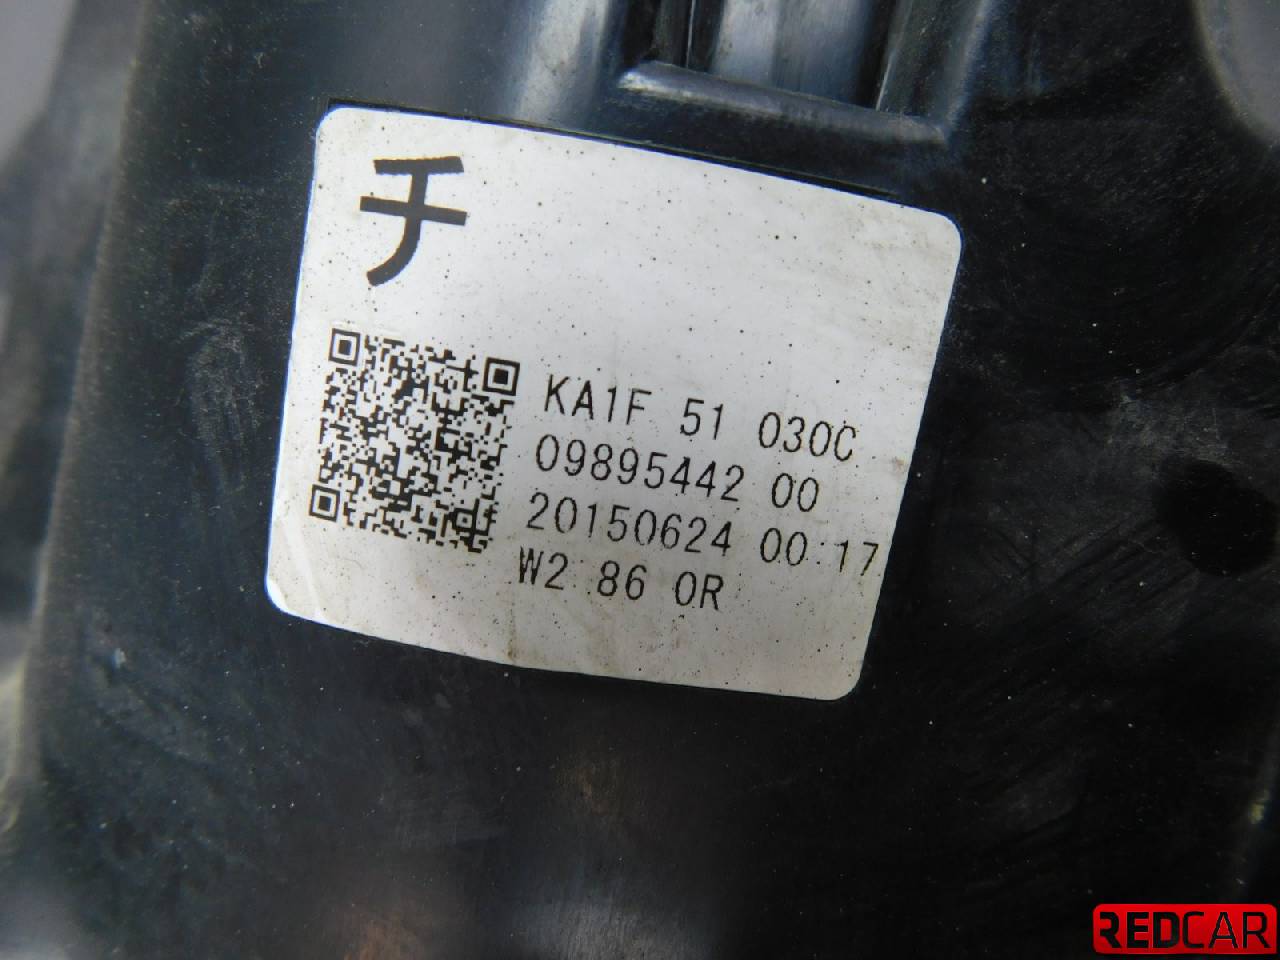 チ
KA1F 51 030C
09895442 00
20150624 00:17
W2 86 0R
REDCAR